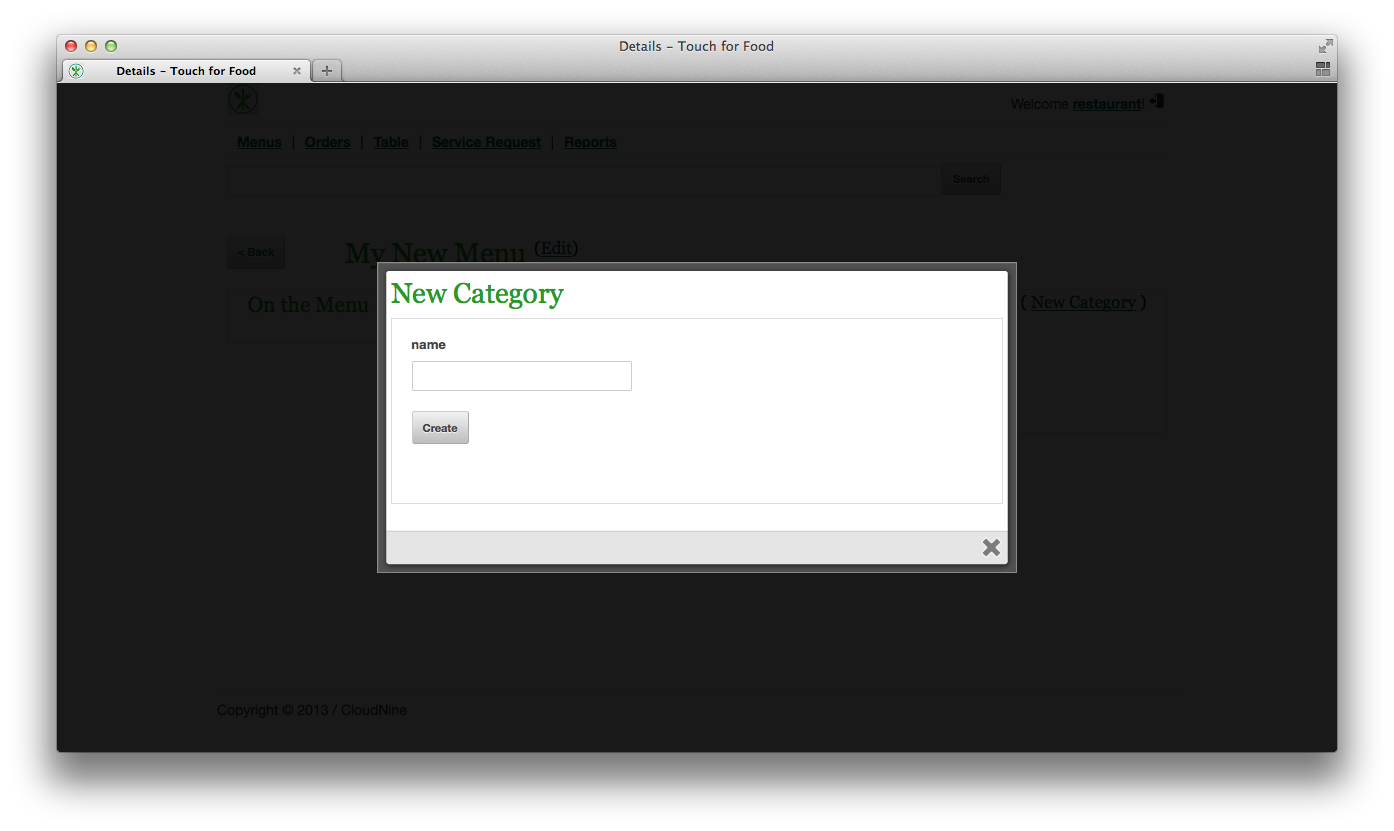 Details – Touch for Food
Details – Touch for Food
Welcome restaurant!
Menus | Orders | Table | Service Request | Reports
Search
< Back
My New Menu (Edit)
On the Menu
( New Category )
New Category
name
Create
Copyright © 2013 / CloudNine